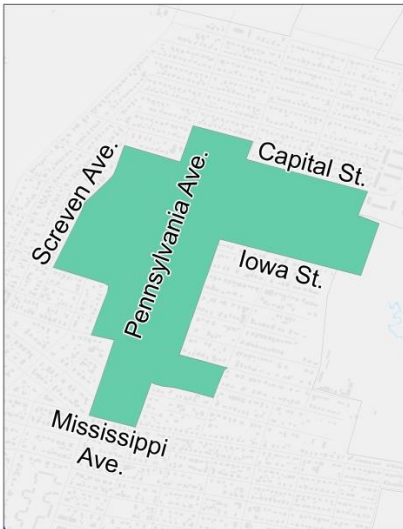 Capital St.
Screven Ave.
Pennsylvania Ave.
Iowa St.
Mississippi
Ave.